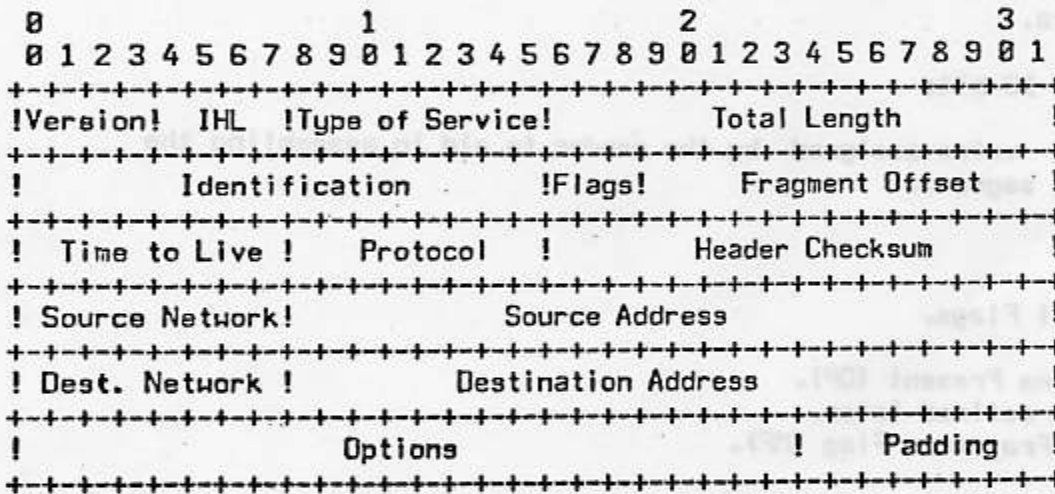 0 1 2 3
0 1 2 3 4 5 6 7 8 9 0 1 2 3 4 5 6 7 8 9 0 1 2 3 4 5 6 7 8 9 0 1
+-+-+-+-+-+-+-+-+-+-+-+-+-+-+-+-+-+-+-+-+-+-+-+-+-+-+-+-+-+-+-+
!Version! IHL !Type of Service! Total Length !
+-+-+-+-+-+-+-+-+-+-+-+-+-+-+-+-+-+-+-+-+-+-+-+-+-+-+-+-+-+-+-+
! Identification !Flags! Fragment Offset !
+-+-+-+-+-+-+-+-+-+-+-+-+-+-+-+-+-+-+-+-+-+-+-+-+-+-+-+-+-+-+-+
! Time to Live ! Protocol ! Header Checksum !
+-+-+-+-+-+-+-+-+-+-+-+-+-+-+-+-+-+-+-+-+-+-+-+-+-+-+-+-+-+-+-+
! Source Network! Source Address !
+-+-+-+-+-+-+-+-+-+-+-+-+-+-+-+-+-+-+-+-+-+-+-+-+-+-+-+-+-+-+-+
! Dest. Network ! Destination Address !
+-+-+-+-+-+-+-+-+-+-+-+-+-+-+-+-+-+-+-+-+-+-+-+-+-+-+-+-+-+-+-+
! Options ! Padding !
+-+-+-+-+-+-+-+-+-+-+-+-+-+-+-+-+-+-+-+-+-+-+-+-+-+-+-+-+-+-+-+